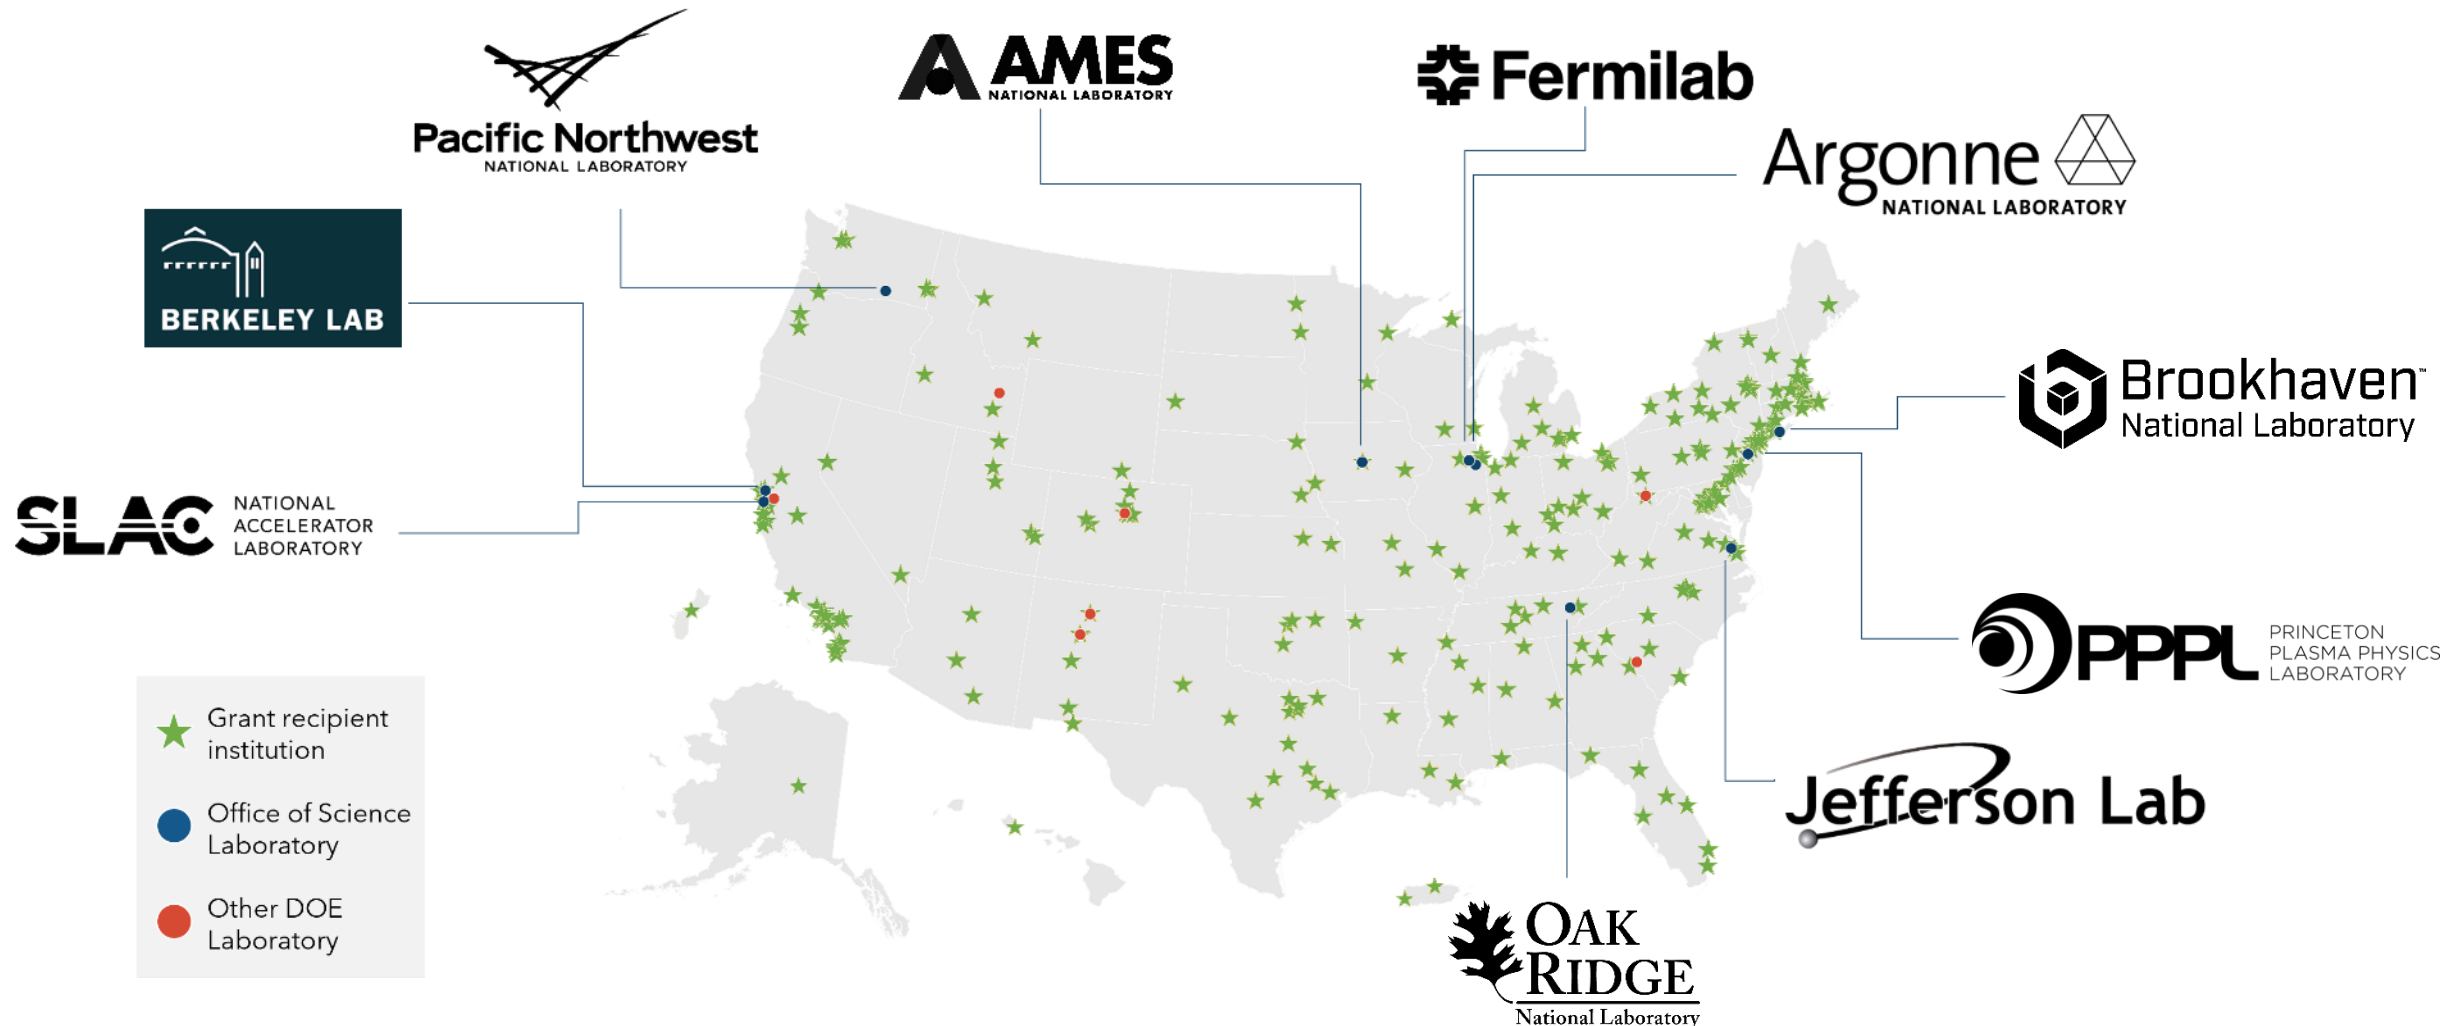 Pacific Northwest
NATIONAL LABORATORY
AMES
NATIONAL LABORATORY
Fermilab
Argonne
NATIONAL LABORATORY
BERKELEY LAB
Brookhaven™
National Laboratory
SLAC
NATIONAL
ACCELERATOR
LABORATORY
PPPL
PRINCETON
PLASMA PHYSICS
LABORATORY
Grant recipient
institution
Office of Science
Laboratory
Other DOE
Laboratory
Jefferson Lab
OAK
RIDGE
National Laboratory